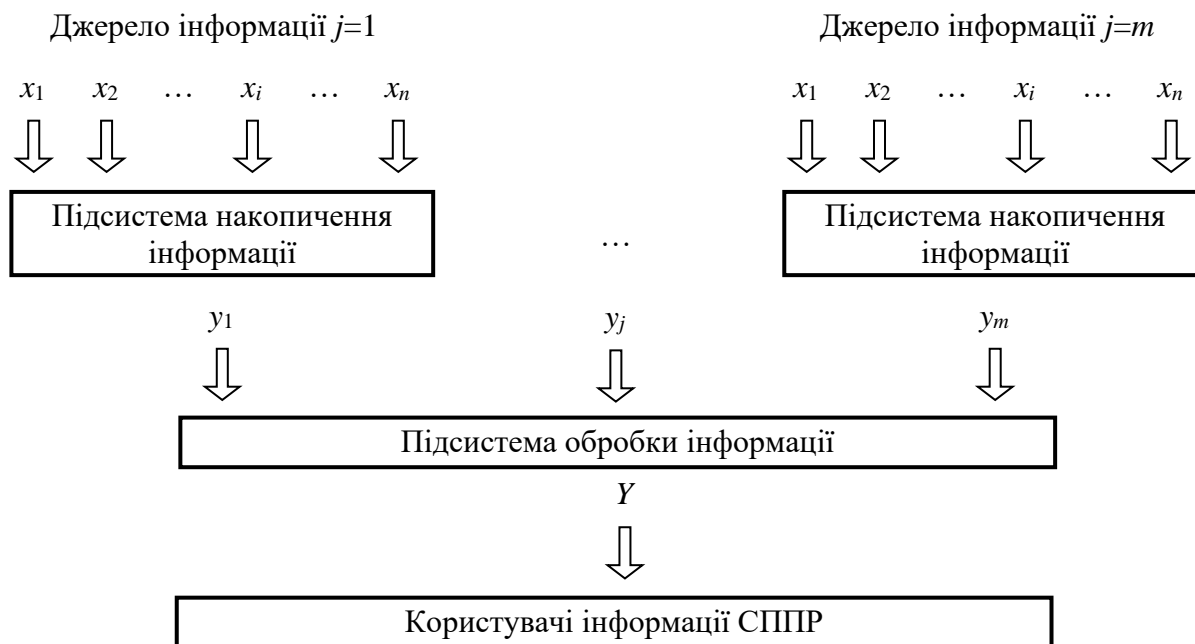 Джерело інформації j=1 Джерело інформації j=m
x₁ x₂ … xᵢ … xₙ x₁ x₂ … xᵢ … xₙ
Підсистема накопичення Підсистема накопичення
інформації … інформації
y₁ yⱼ yₘ
Підсистема обробки інформації
Y
Користувачі інформації СППР